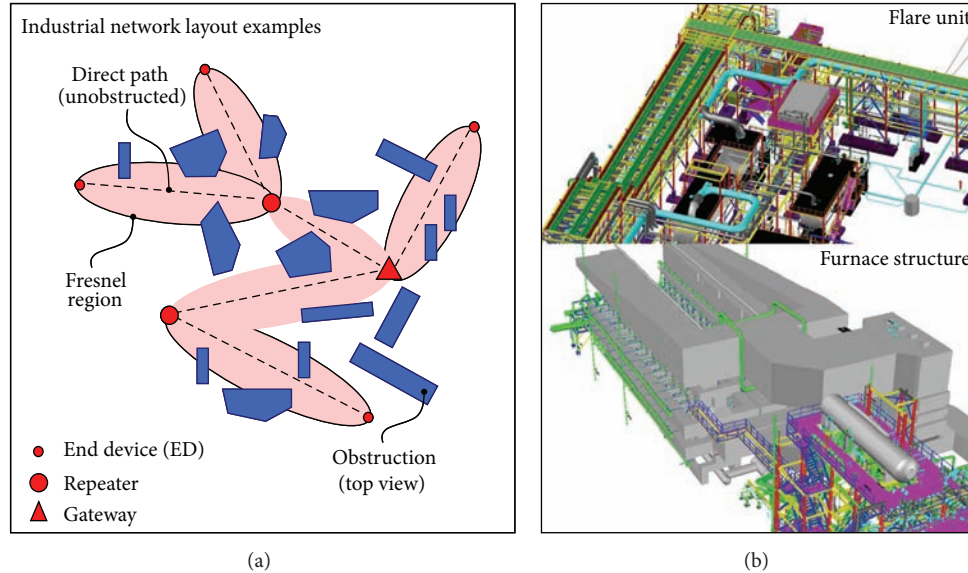 Industrial network layout examples
Direct path
(unobstructed)
Fresnel
region
End device (ED)
Repeater
Gateway
Obstruction
(top view)
(a)
Flare unit
1
Furnace structure
(b)